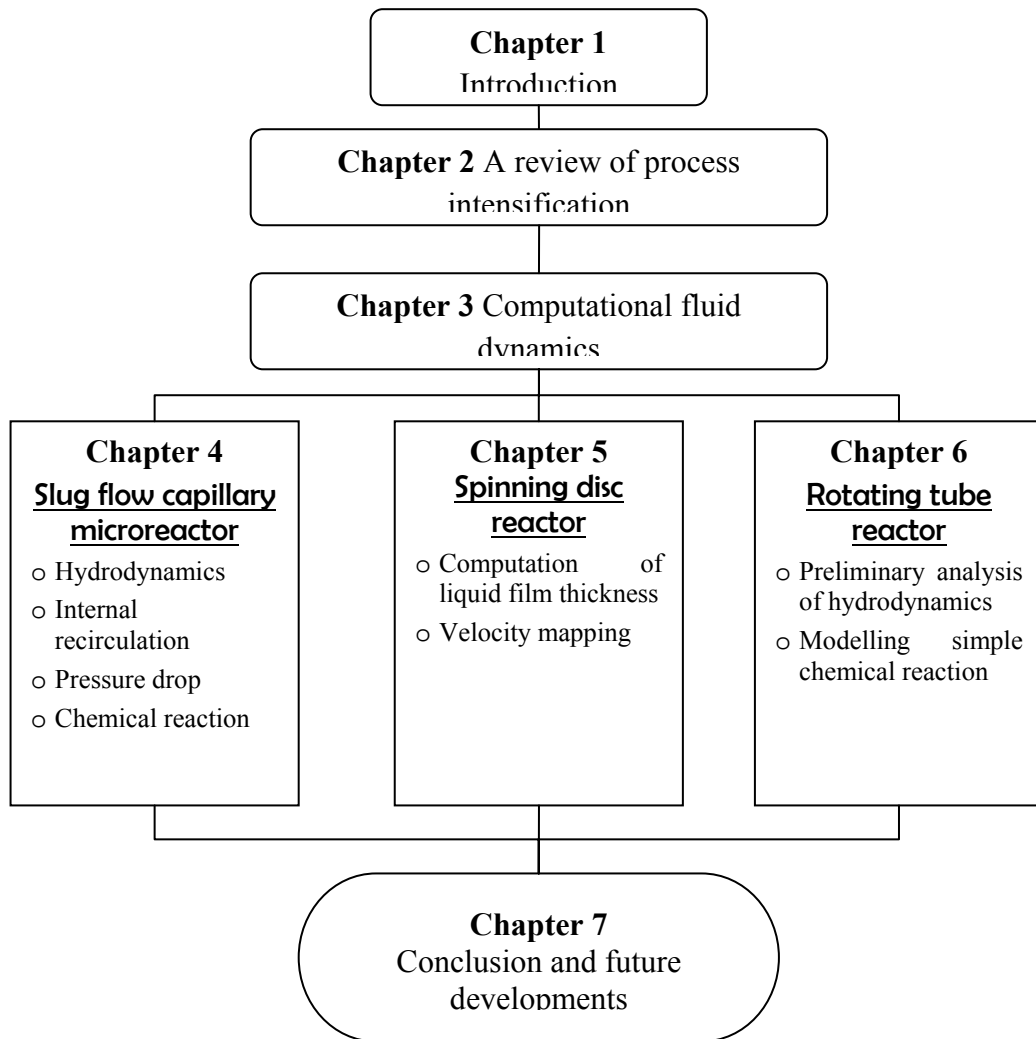 Chapter 1
Introduction
Chapter 2 A review of process
intensification
Chapter 3 Computational fluid
dynamics
Chapter 4
Slug flow capillary
microreactor
o Hydrodynamics
o Internal
recirculation
o Pressure drop
o Chemical reaction
Chapter 5
Spinning disc
reactor
o Computation of
liquid film thickness
o Velocity mapping
Chapter 6
Rotating tube
reactor
o Preliminary analysis
of hydrodynamics
o Modelling simple
chemical reaction
Chapter 7
Conclusion and future
developments